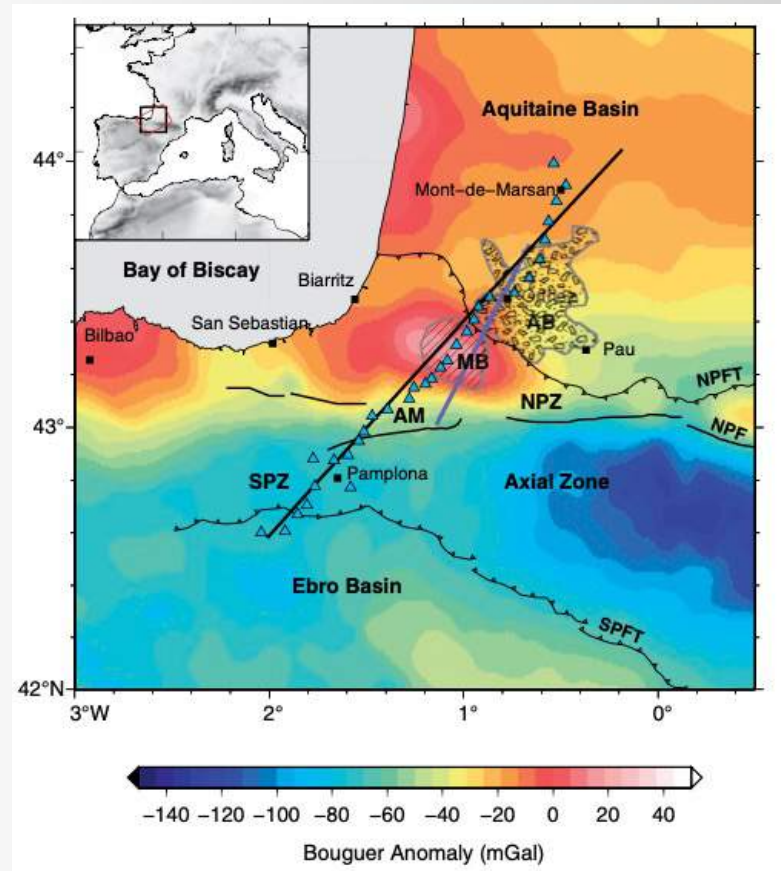 Aquitaine Basin
44°
Mont-de-Marsan
Bay of Biscay
Biarritz
Bilbao
San Sebastian
AB
Pau
MB
NPFT
NPZ
43°
AM
NPF
SPZ
Pamplona
Axial Zone
Ebro Basin
SPFT
42°N
3°W 2° 1° 0°
−140 −120 −100 −80 −60 −40 −20 0 20 40
Bouguer Anomaly (mGal)